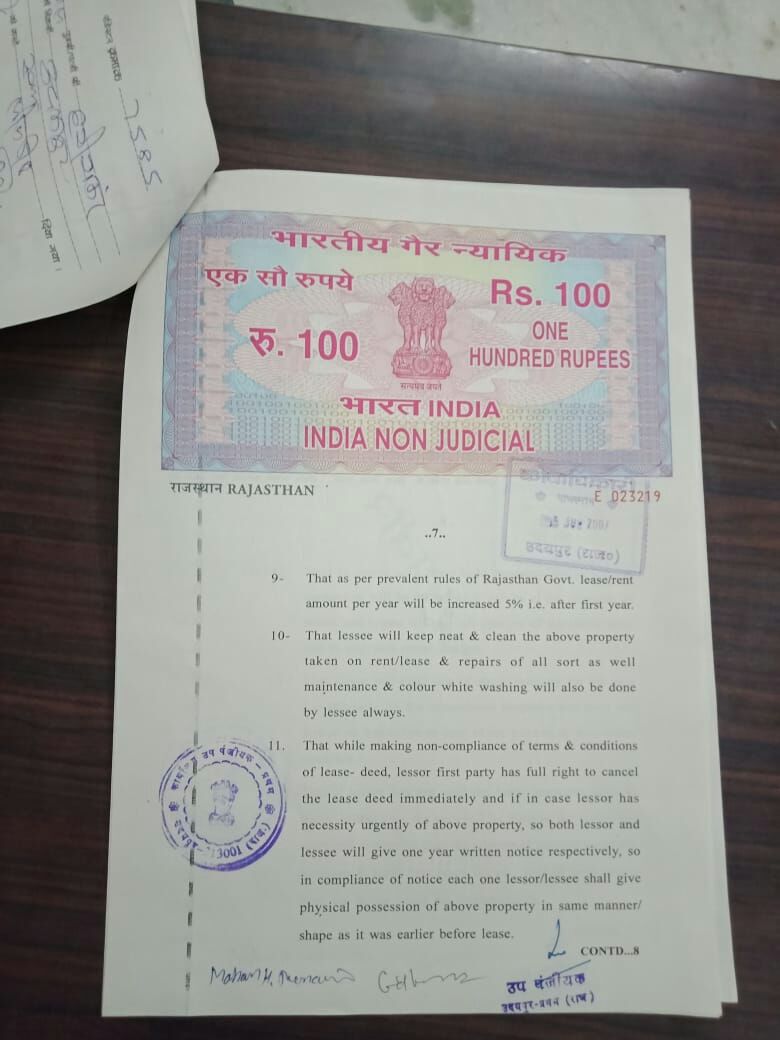 7585
दिया गया।
भारतीय गैर न्यायिक
एक सौ रुपये
Rs. 100
रु. 100
ONE
HUNDRED RUPEES
सत्यमेव जयते
भारत INDIA
INDIA NON JUDICIAL
राजस्थान RAJASTHAN
E 023219
कोषाधिकारी
उदयपुर (राज०)
..7..
9- That as per prevalent rules of Rajasthan Govt. lease/rent
amount per year will be increased 5% i.e. after first year.
10- That lessee will keep neat & clean the above property
taken on rent/lease & repairs of all sort as well
maintenance & colour white washing will also be done
by lessee always.
11. That while making non-compliance of terms & conditions
of lease- deed, lessor first party has full right to cancel
the lease deed immediately and if in case lessor has
necessity urgently of above property, so both lessor and
lessee will give one year written notice respectively, so
in compliance of notice each one lessor/lessee shall give
physical possession of above property in same manner/
shape as it was earlier before lease.
CONTD...8
उप पंजीयक - प्रथम
उदयपुर 13001 (राज.)
उप पंजीयक
उदयपुर-प्रथम (राज)